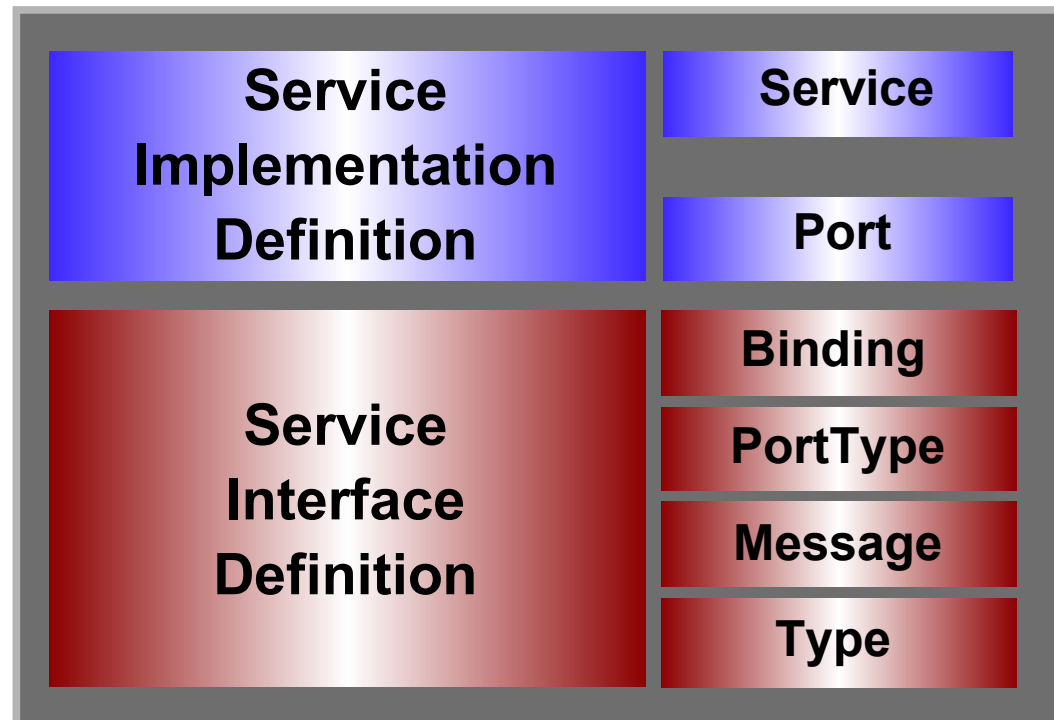 Service
Implementation
Definition
Service
Port
Service
Interface
Definition
Binding
PortType
Message
Type